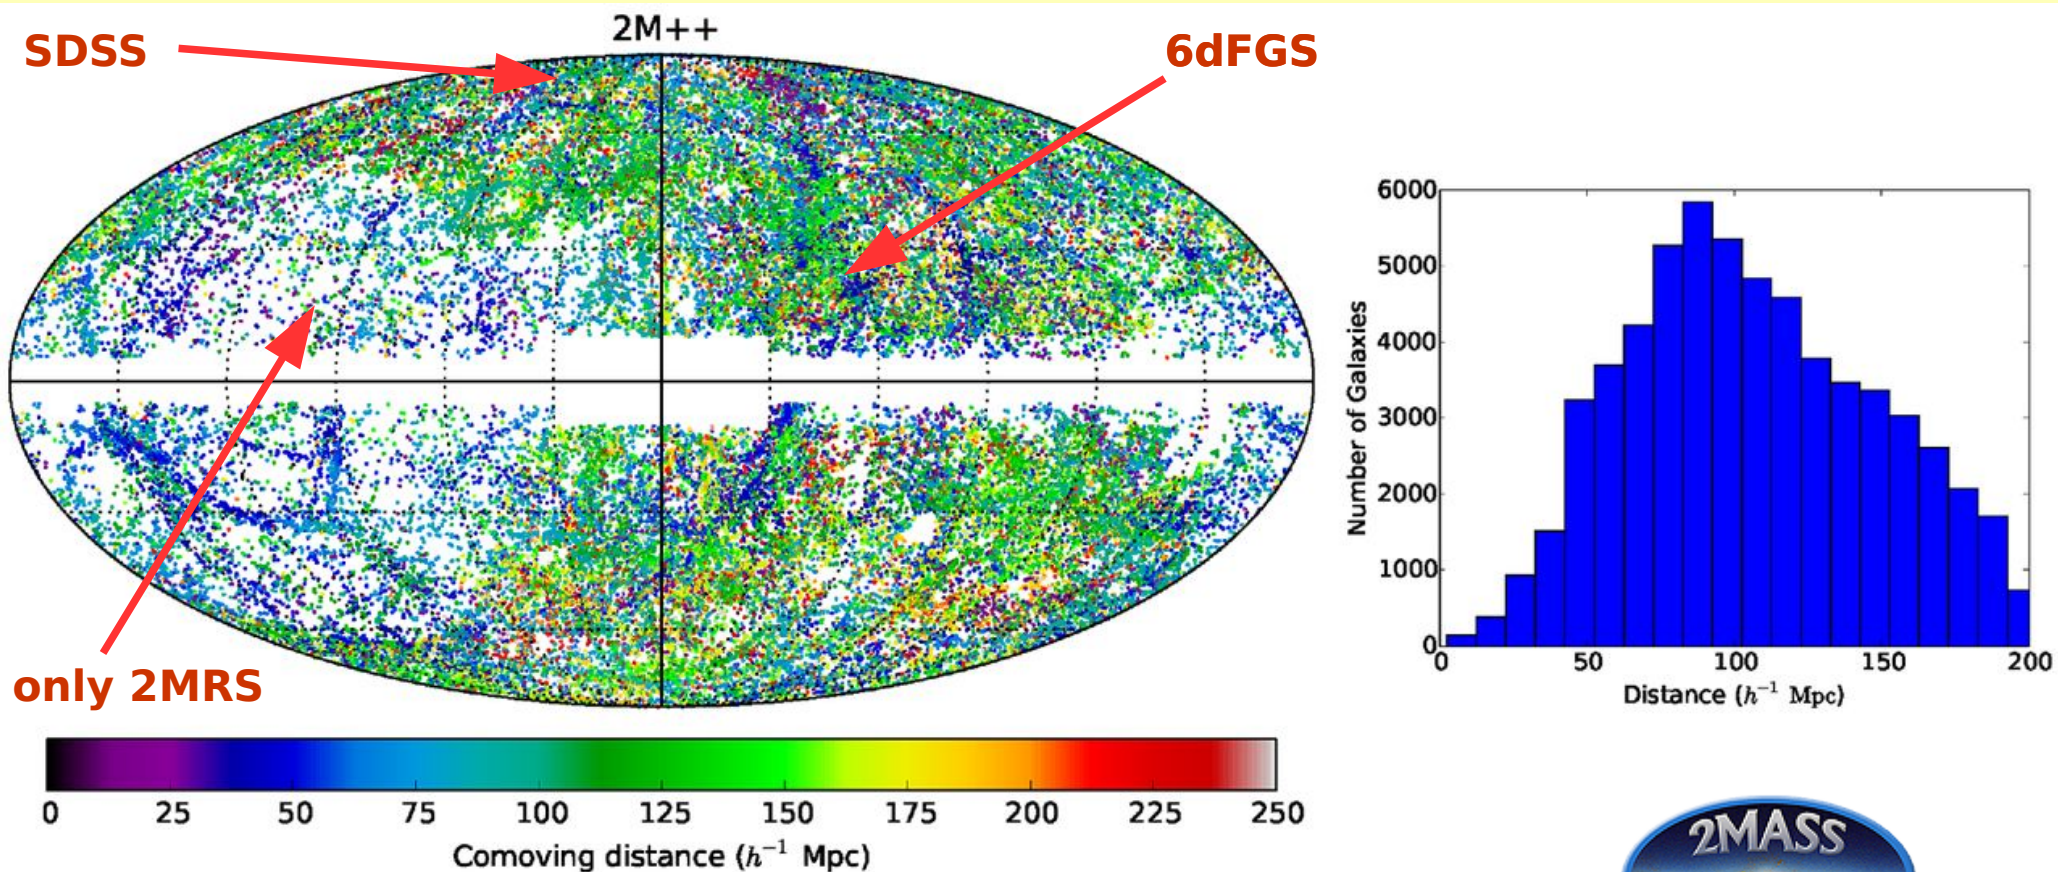 2M++
SDSS
6dFGS
only 2MRS
0 25 50 75 100 125 150 175 200 225 250
Comoving distance (h⁻¹ Mpc)
6000
5000
4000
3000
2000
1000
0
Number of Galaxies
0 50 100 150 200
Distance (h⁻¹ Mpc)
2MASS